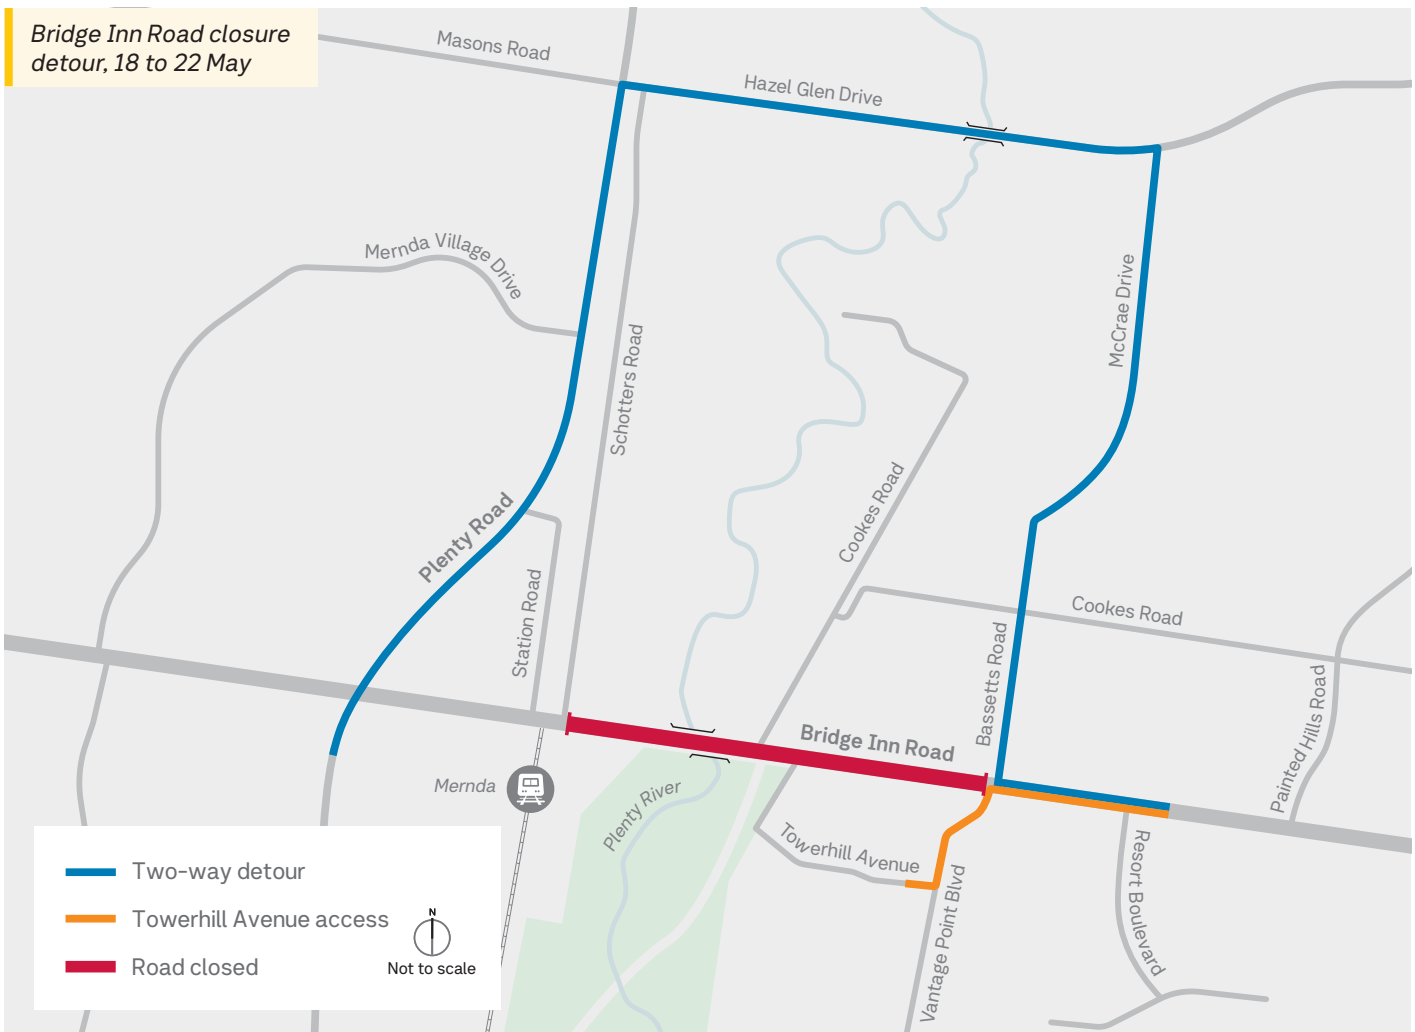 Bridge Inn Road closure
detour, 18 to 22 May
Masons Road
Hazel Glen Drive
Mernda Village Drive
McCrae Drive
Schotters Road
Cookes Road
Plenty Road
Station Road
Cookes Road
Bassetts Road
Painted Hills Road
Bridge Inn Road
Mernda
Plenty River
Towerhill Avenue
Resort Boulevard
Vantage Point Blvd
Two-way detour
Towerhill Avenue access
Road closed
N
Not to scale